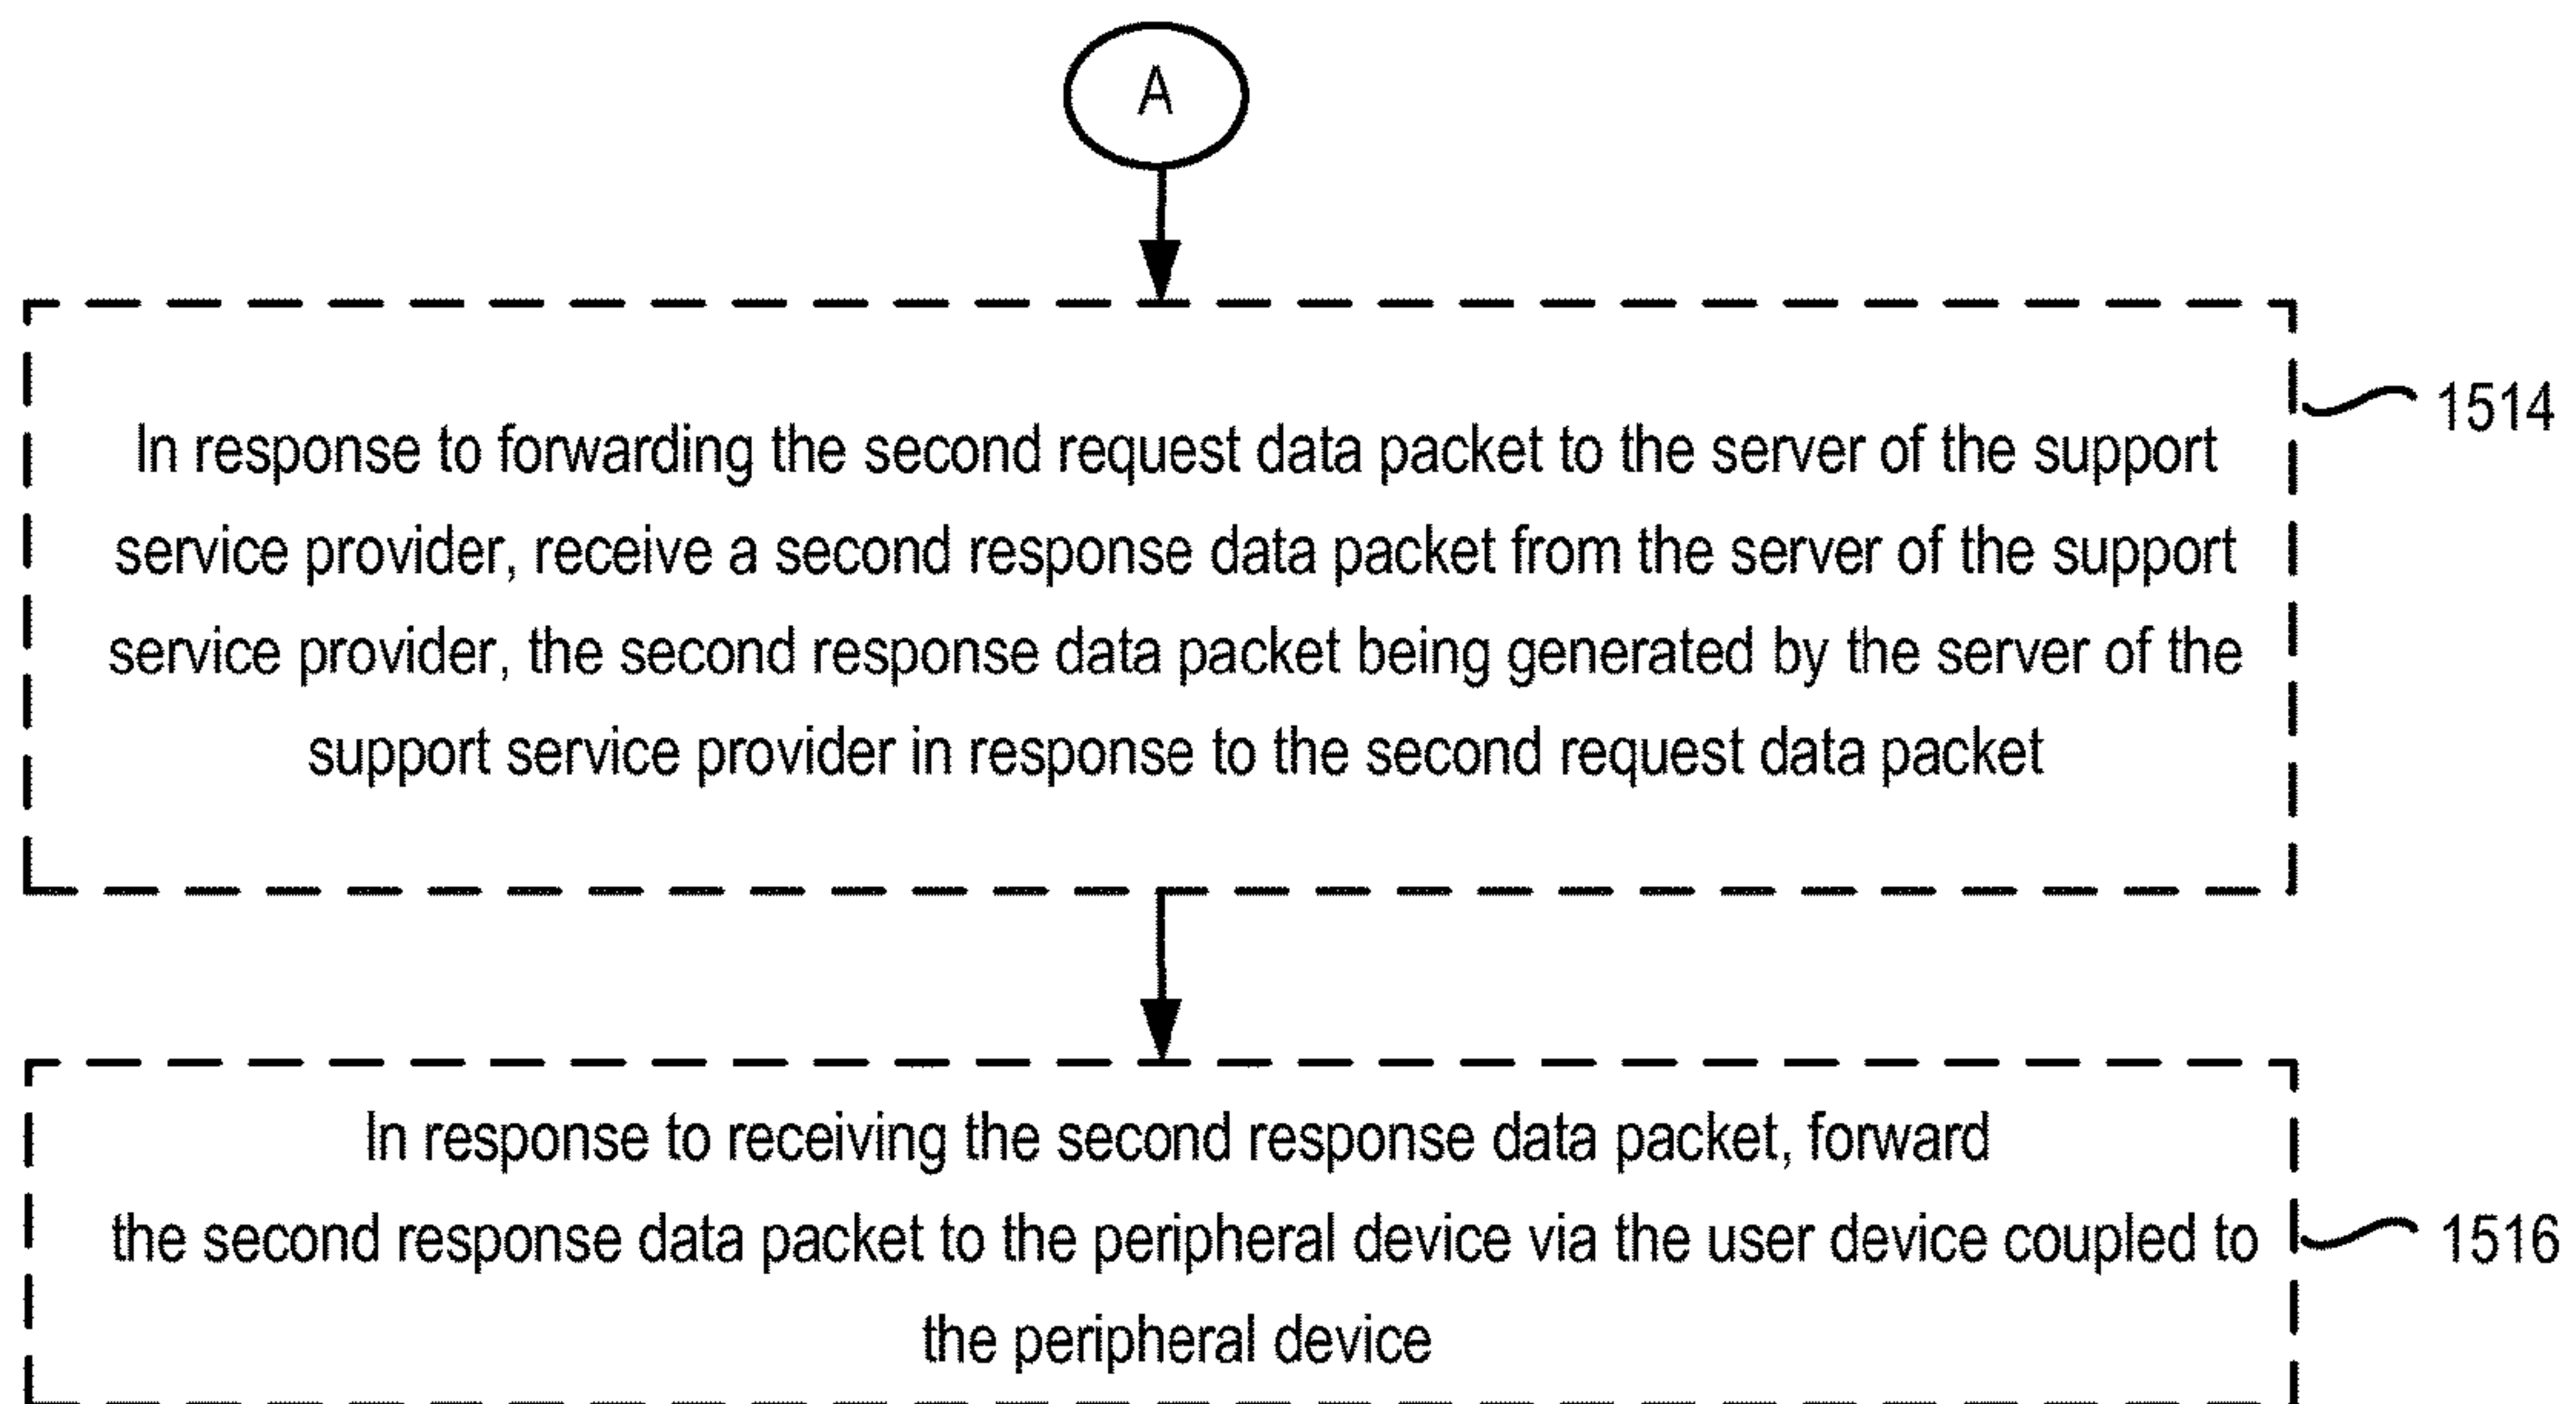 A
In response to forwarding the second request data packet to the server of the support
service provider, receive a second response data packet from the server of the support
service provider, the second response data packet being generated by the server of the
support service provider in response to the second request data packet
1514
In response to receiving the second response data packet, forward
the second response data packet to the peripheral device via the user device coupled to
the peripheral device
1516